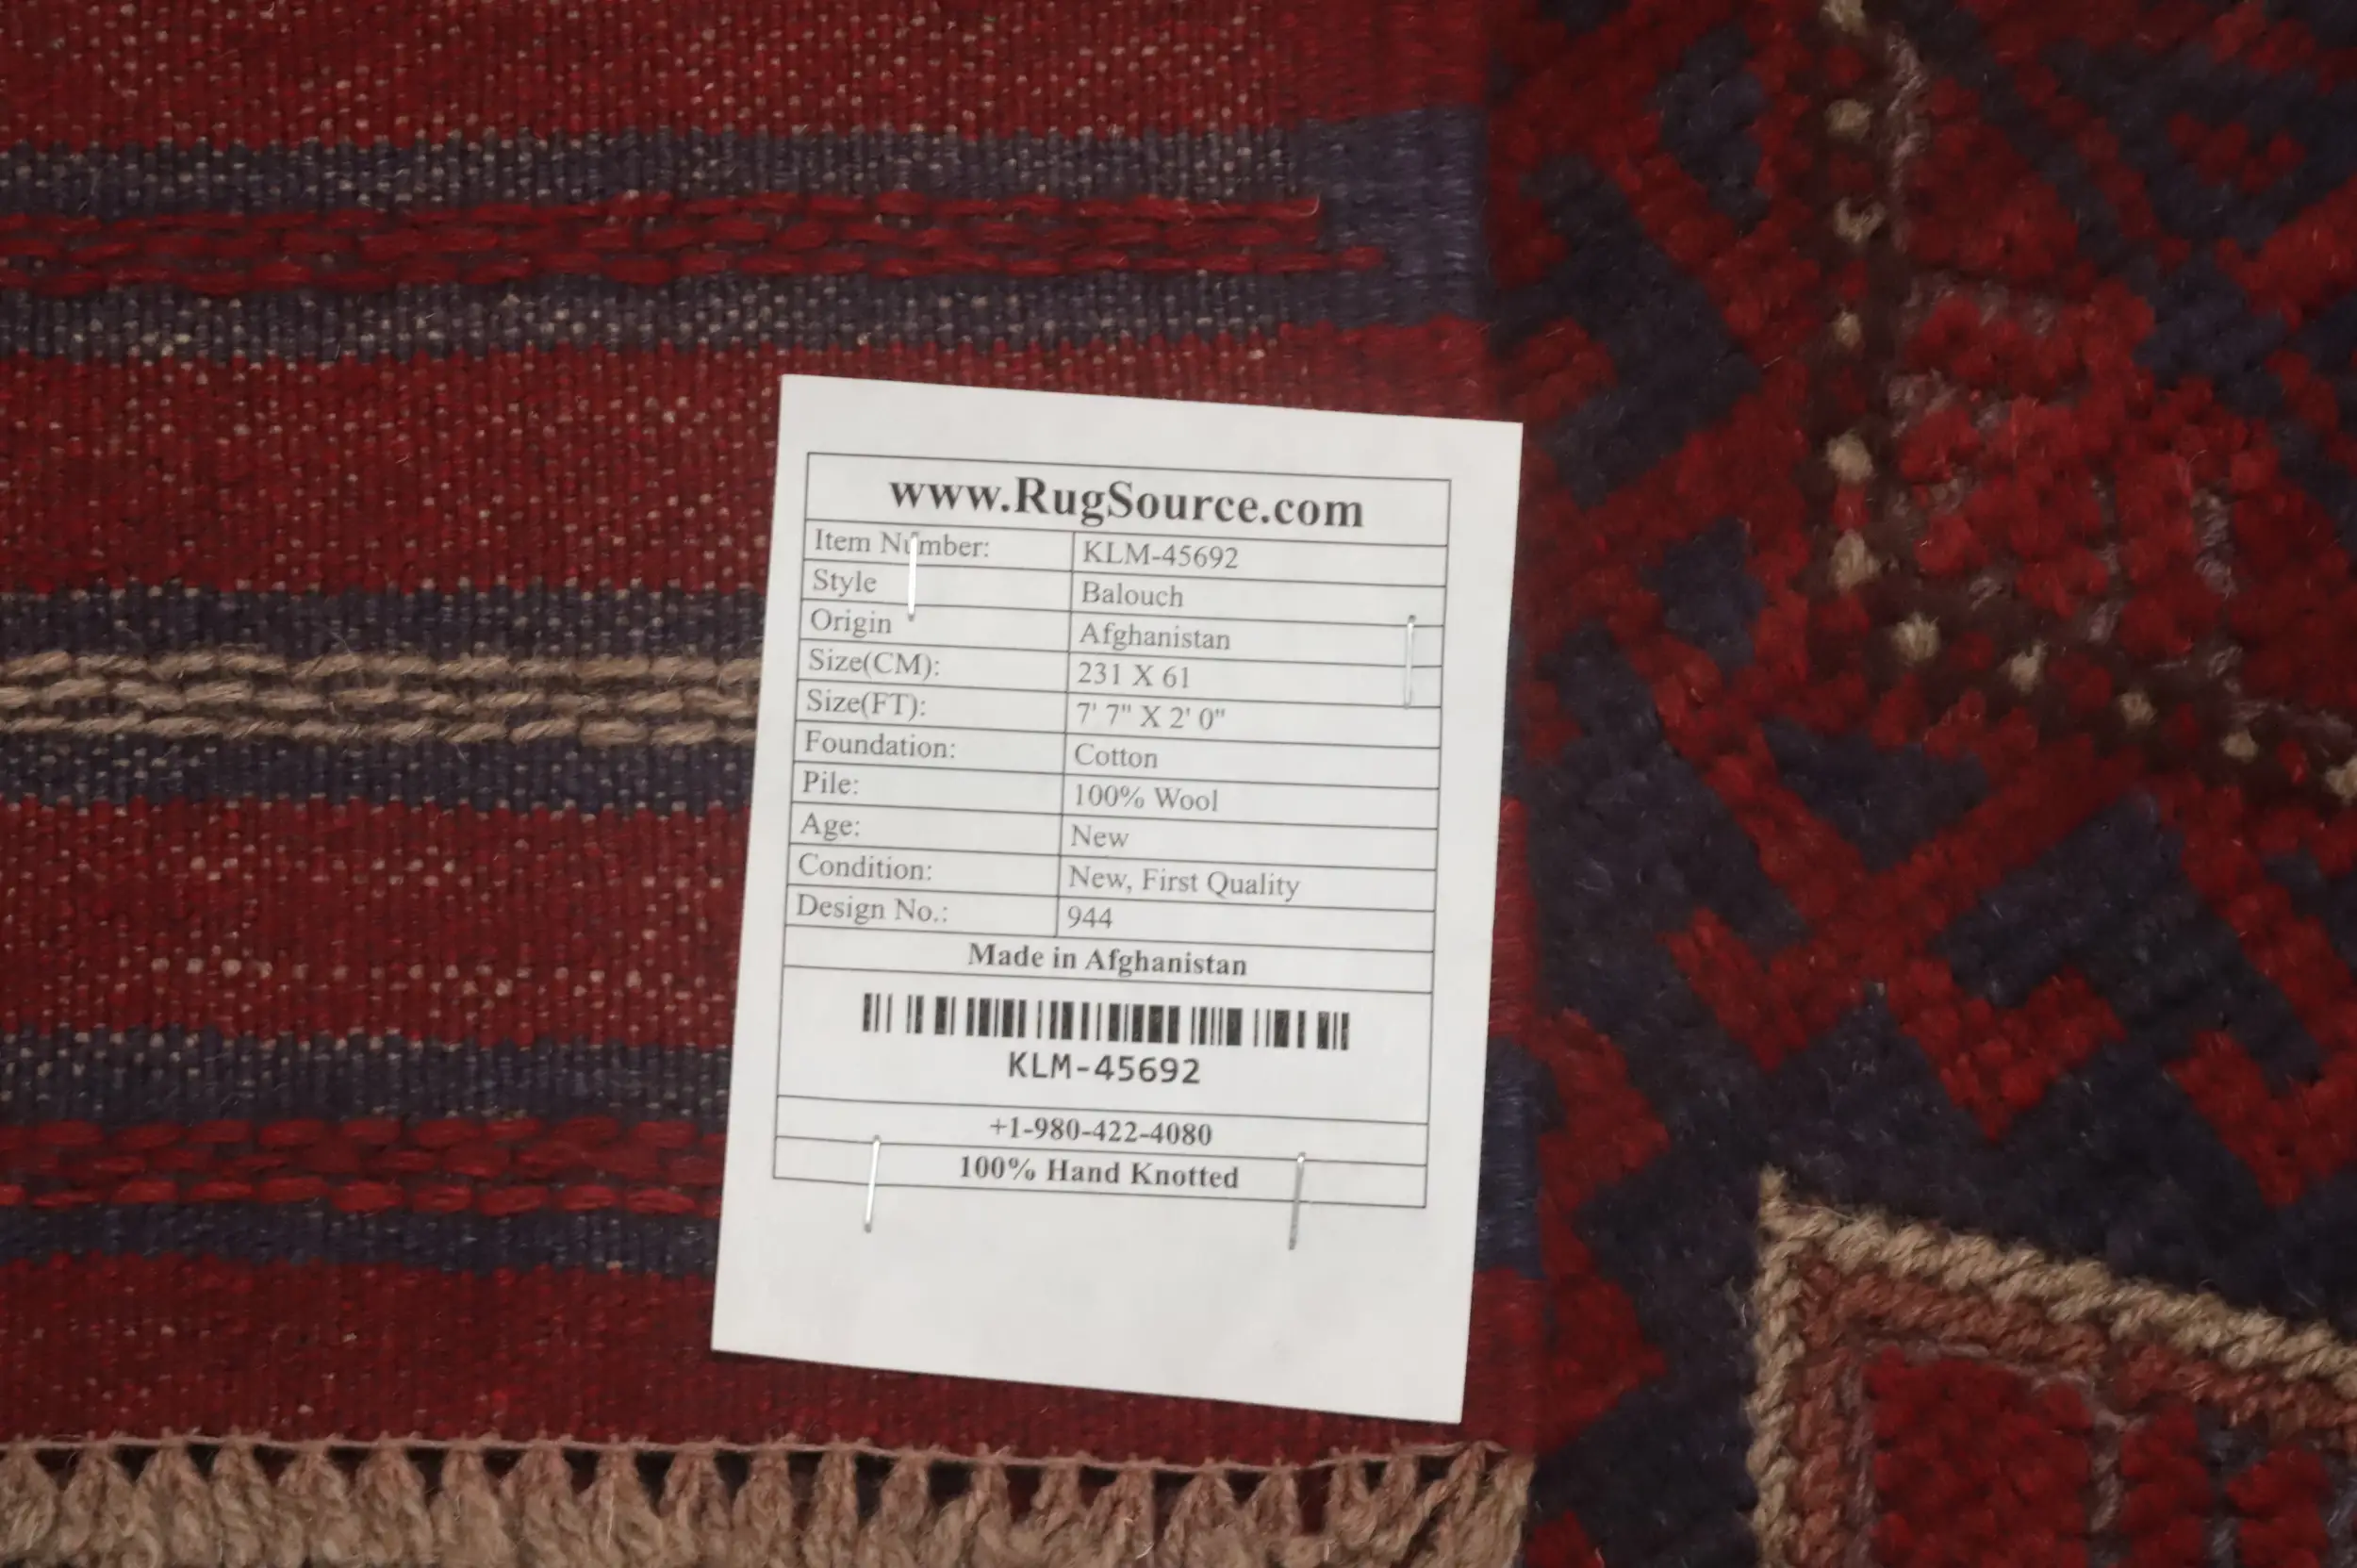 www.RugSource.com
Item Number: KLM-45692
Style Balouch
Origin Afghanistan
Size(CM): 231 X 61
Size(FT): 7' 7" X 2' 0"
Foundation: Cotton
Pile: 100% Wool
Age: New
Condition: New, First Quality
Design No.: 944
Made in Afghanistan
KLM-45692
+1-980-422-4080
100% Hand Knotted